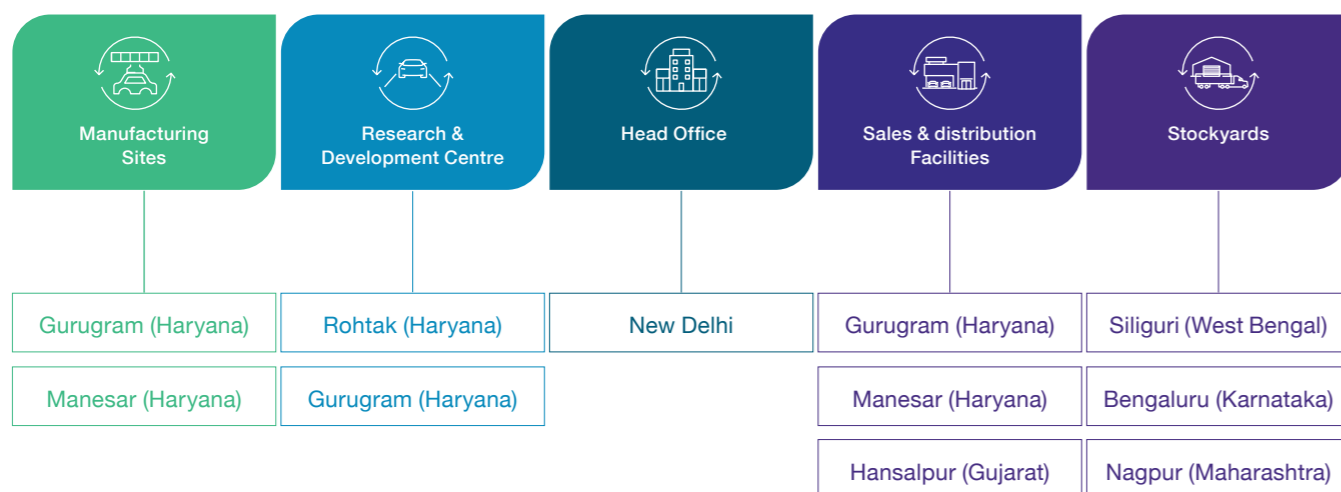 Manufacturing
Sites
Research &
Development Centre
Head Office
Sales & distribution
Facilities
Stockyards
Gurugram (Haryana)
Rohtak (Haryana)
New Delhi
Gurugram (Haryana)
Siliguri (West Bengal)
Manesar (Haryana)
Gurugram (Haryana)
Manesar (Haryana)
Bengaluru (Karnataka)
Hansalpur (Gujarat)
Nagpur (Maharashtra)